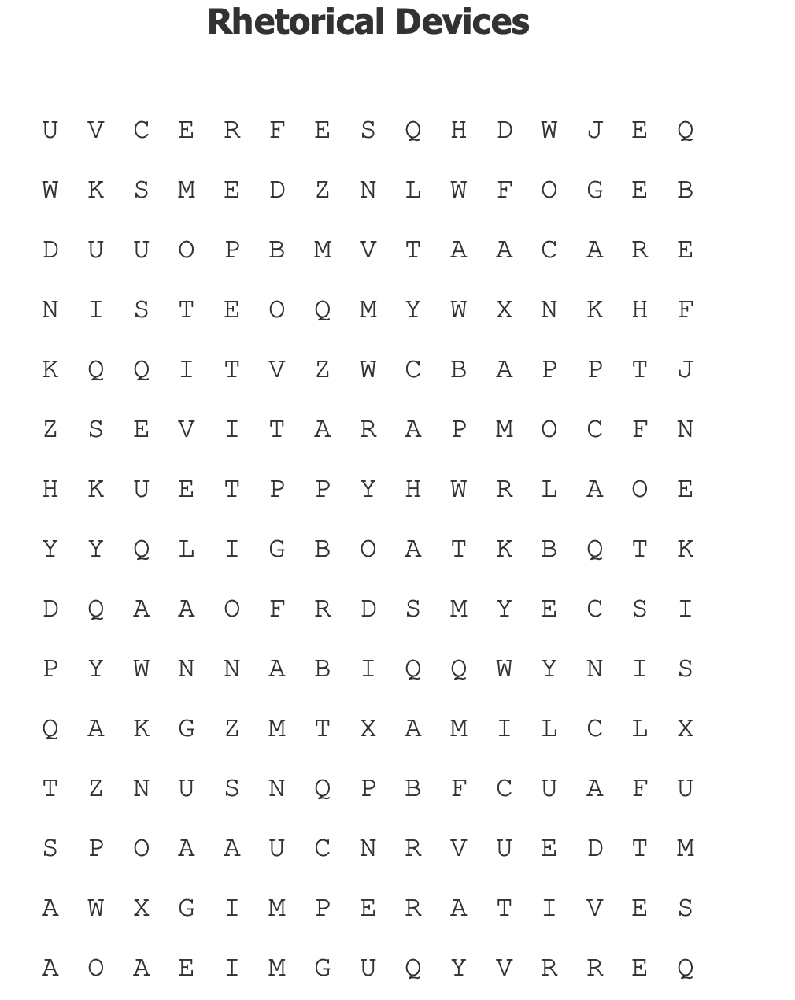 Rhetorical Devices
U V C E R F E S Q H D W J E Q
W K S M E D Z N L W F O G E B
D U U O P B M V T A A C A R E
N I S T E O Q M Y W X N K H F
K Q Q I T V Z W C B A P P T J
Z S E V I T A R A P M O C F N
H K U E T P P Y H W R L A O E
Y Y Q L I G B O A T K B Q T K
D Q A A O F R D S M Y E C S I
P Y W N N A B I Q Q W Y N I S
Q A K G Z M T X A M I L C L X
T Z N U S N Q P B F C U A F U
S P O A A U C N R V U E D T M
A W X G I M P E R A T I V E S
A O A E I M G U Q Y V R R E Q